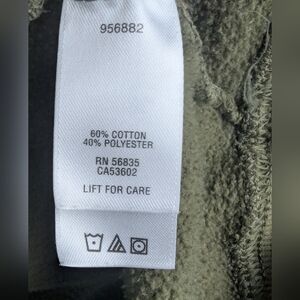 956882
60% COTTON
40% POLYESTER
RN 56835
CA53602
LIFT FOR CARE